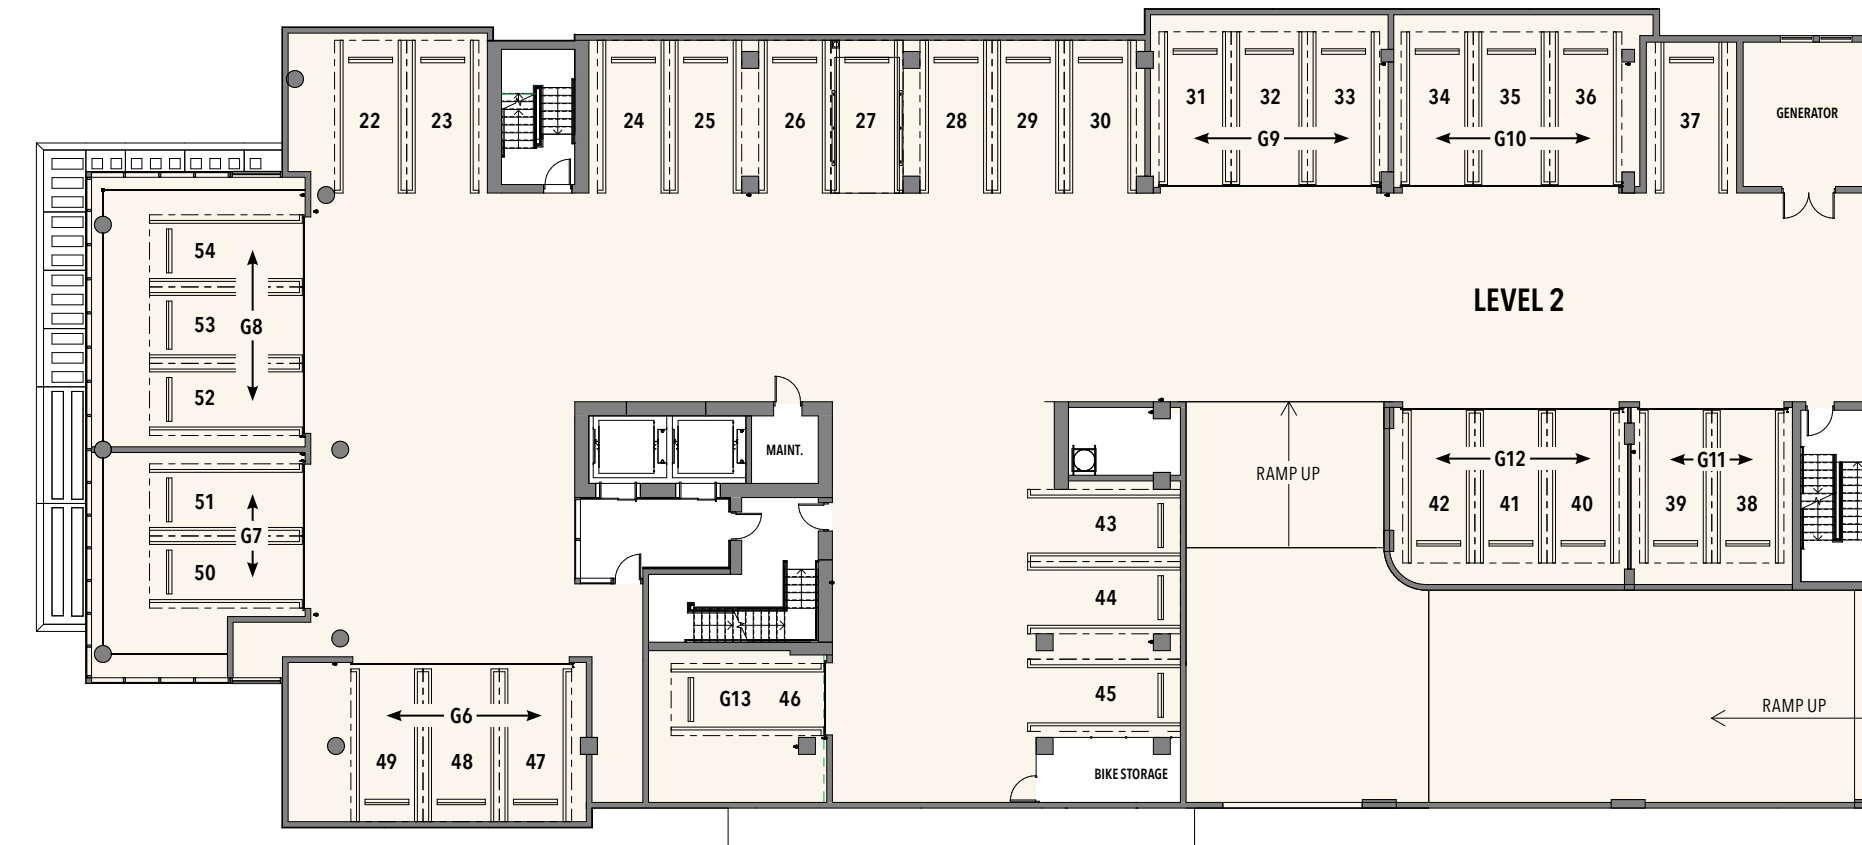 31 32 33 34 35 36
22 23 24 25 26 27 28 29 30 37 GENERATOR
G9 G10
54
LEVEL 2
53 G8
52
MAINT.
G12 G11
RAMP UP
51 42 41 40 39 38
43
G7
50
44
45
G13 46
RAMP UP
G6
49 48 47
BIKE STORAGE